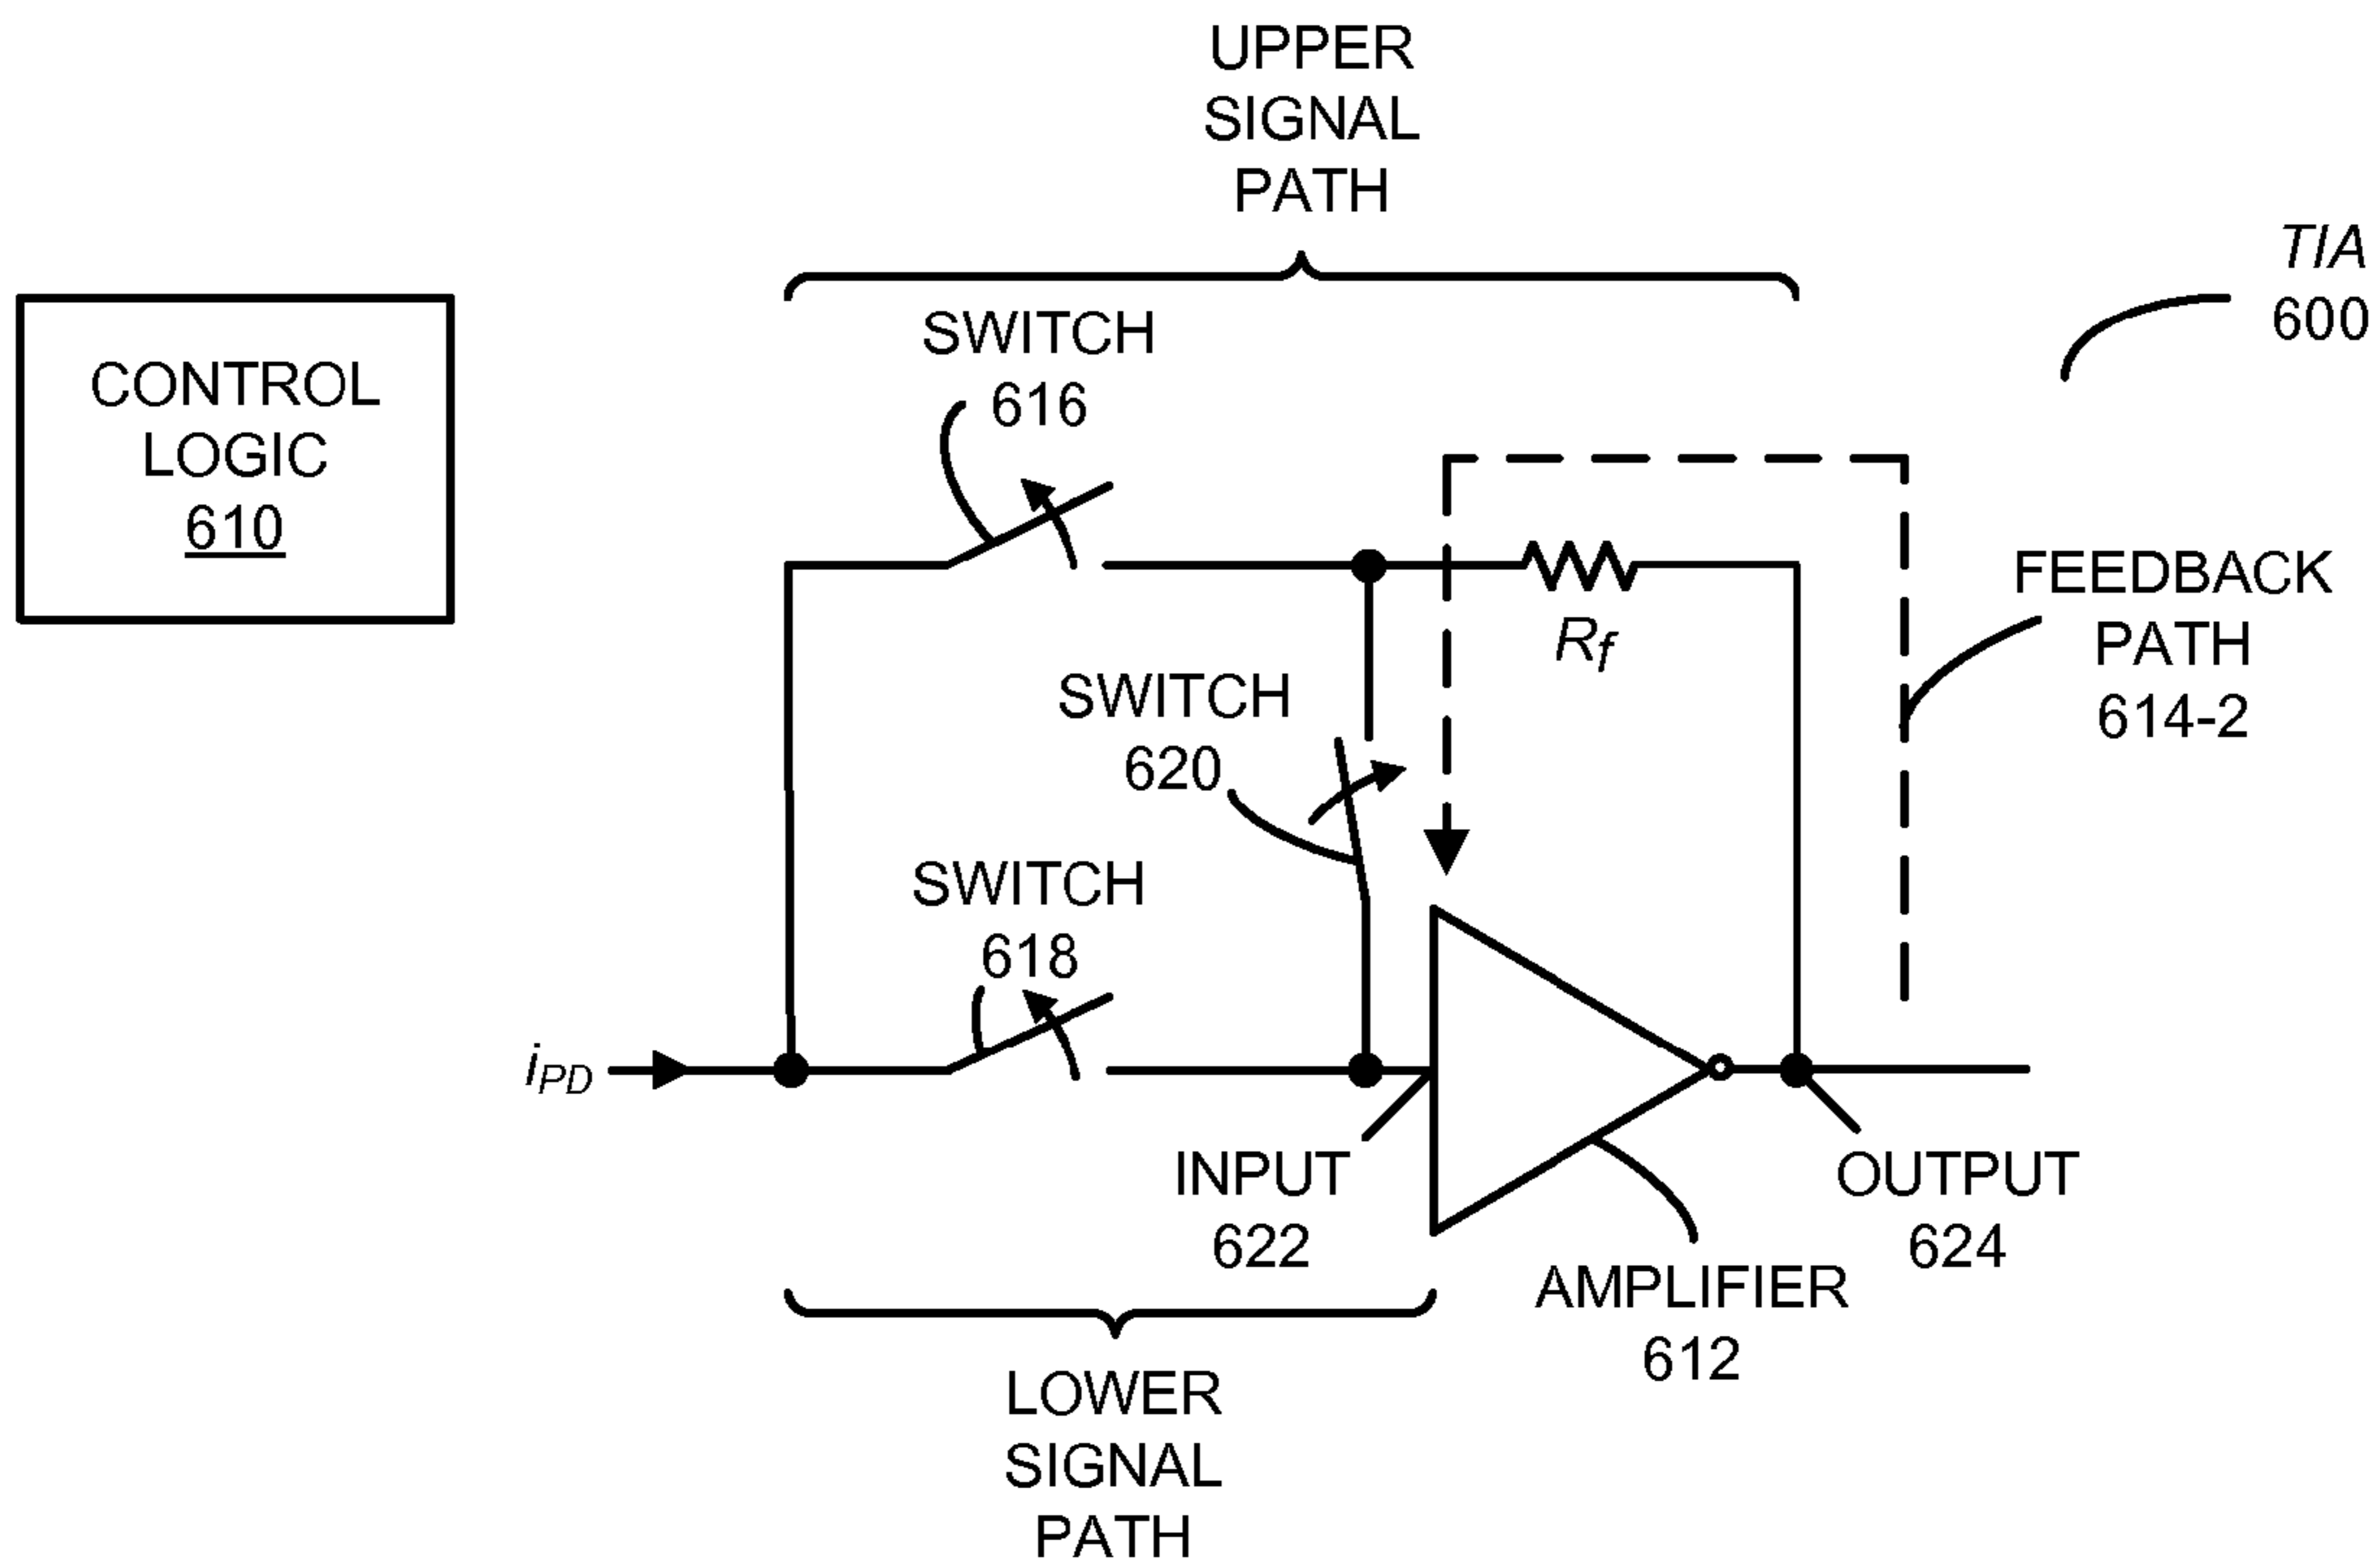 UPPER
SIGNAL
PATH
TIA
600
CONTROL
LOGIC
610
SWITCH
616
FEEDBACK
PATH
614-2
Rf
SWITCH
620
SWITCH
618
iPD
INPUT
622
OUTPUT
624
AMPLIFIER
612
LOWER
SIGNAL
PATH